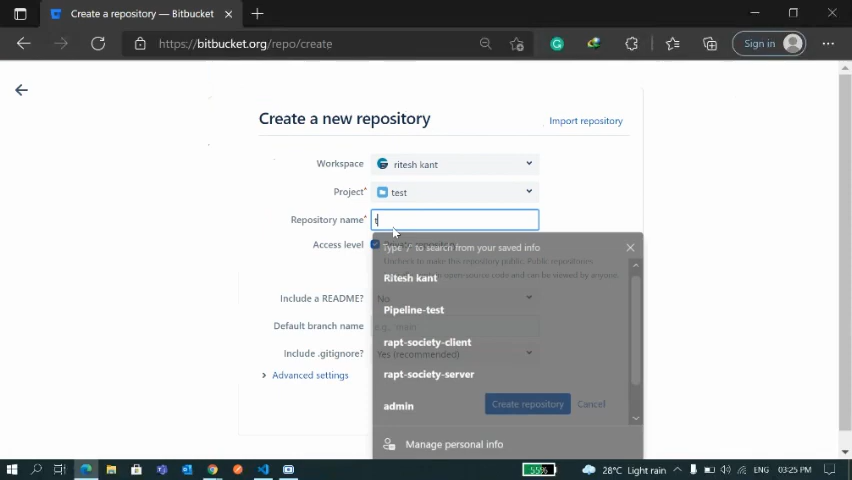 Create a repository — Bitbucket
https://bitbucket.org/repo/create
Sign in
Create a new repository
Import repository
Workspace
ritesh kant
Project*
test
Repository name*
t
Access level
Type '/' to search from your saved info
Ritesh kant
Pipeline-test
rapt-society-client
rapt-society-server
admin
Manage personal info
Include a README?
No
Default branch name
e.g., 'main'
Include .gitignore?
Yes (recommended)
Advanced settings
Create repository
Cancel
55%
28°C Light rain
ENG
03:25 PM